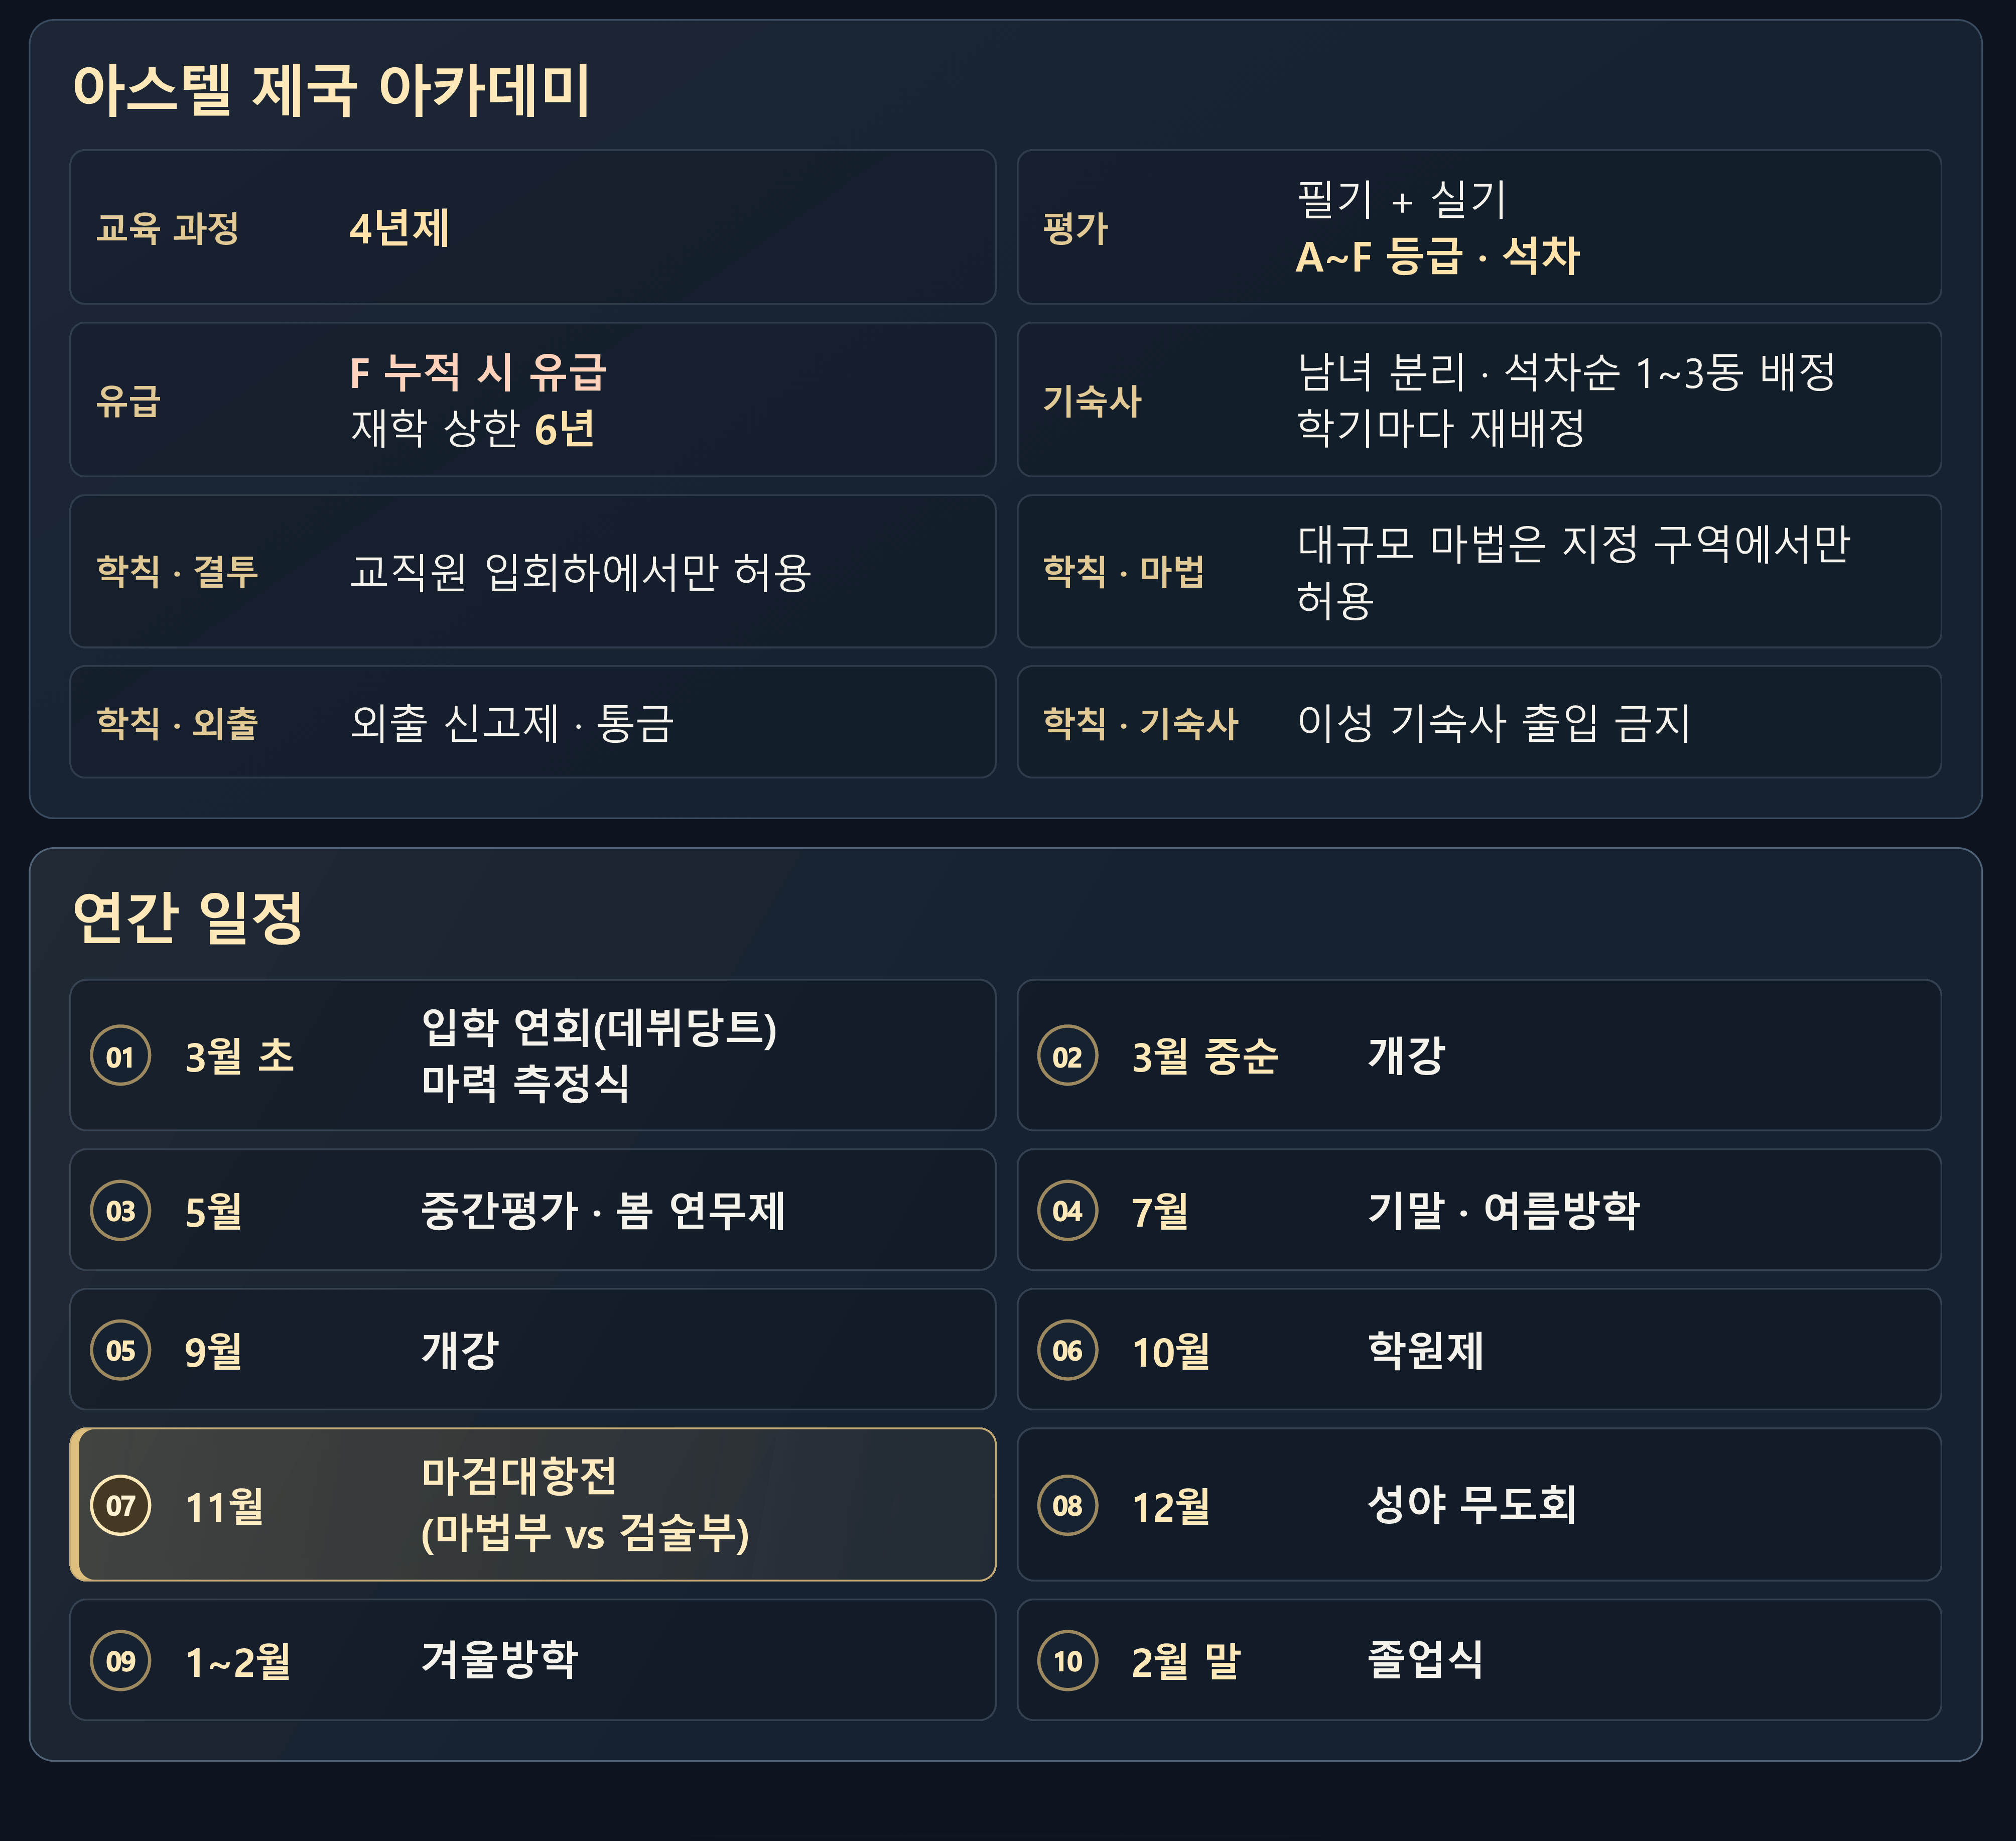 아스텔 제국 아카데미
교육 과정
4년제
평가
필기 + 실기
A~F 등급 · 석차
유급
F 누적 시 유급
재학 상한 6년
기숙사
남녀 분리 · 석차순 1~3동 배정
학기마다 재배정
학칙 · 결투
교직원 입회하에서만 허용
학칙 · 마법
대규모 마법은 지정 구역에서만
허용
학칙 · 외출
외출 신고제 · 통금
학칙 · 기숙사
이성 기숙사 출입 금지
연간 일정
01
3월 초
입학 연회(데뷔당트)
마력 측정식
02
3월 중순
개강
03
5월
중간평가 · 봄 연무제
04
7월
기말 · 여름방학
05
9월
개강
06
10월
학원제
07
11월
마검대항전
(마법부 vs 검술부)
08
12월
성야 무도회
09
1~2월
겨울방학
10
2월 말
졸업식